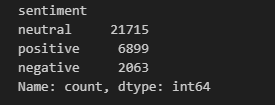 sentiment
neutral     21715
positive     6899
negative     2063
Name: count, dtype: int64